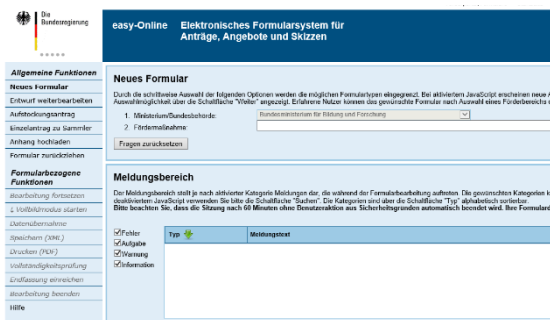 Die
Bundesregierung
easy-Online Elektronisches Formularsystem für
Anträge, Angebote und Skizzen
Allgemeine Funktionen
Neues Formular
Entwurf weiterbearbeiten
Aufstockungsantrag
Einzelantrag zu Sammler
Anhang hochladen
Formular zurückziehen
Formularbezogene
Funktionen
Bearbeitung fortsetzen
↓ Vollbildmodus starten
Datenübernahme
Speichern (XML)
Drucken (PDF)
Vollständigkeitsprüfung
Endfassung einreichen
Bearbeitung beenden
Hilfe
Neues Formular
Durch die schrittweise Auswahl der folgenden Optionen werden die möglichen Formulartypen eingegrenzt. Bei aktiviertem JavaScript erscheinen neue A
Auswahlmöglichkeit über die Schaltfläche "Weiter" angezeigt. Erfahrene Nutzer können das gewünschte Formular nach Auswahl eines Förderbereichs
1. Ministerium/Bundesbehörde: Bundesministerium für Bildung und Forschung
2. Fördermaßnahme:
Fragen zurücksetzen
Meldungsbereich
Der Meldungsbereich stellt je nach aktivierter Kategorie Meldungen dar, die während der Formularbearbeitung auftreten. Die gewünschten Kategorien k
deaktiviertem JavaScript verwenden Sie bitte die Schaltfläche "Suchen". Die Kategorien sind über die Schaltfläche "Typ" alphabetisch sortierbar.
Bitte beachten Sie, dass die Sitzung nach 60 Minuten ohne Benutzeraktion aus Sicherheitsgründen automatisch beendet wird. Ihre Formulard
Fehler
Aufgabe
Warnung
Information
Typ Meldungstext